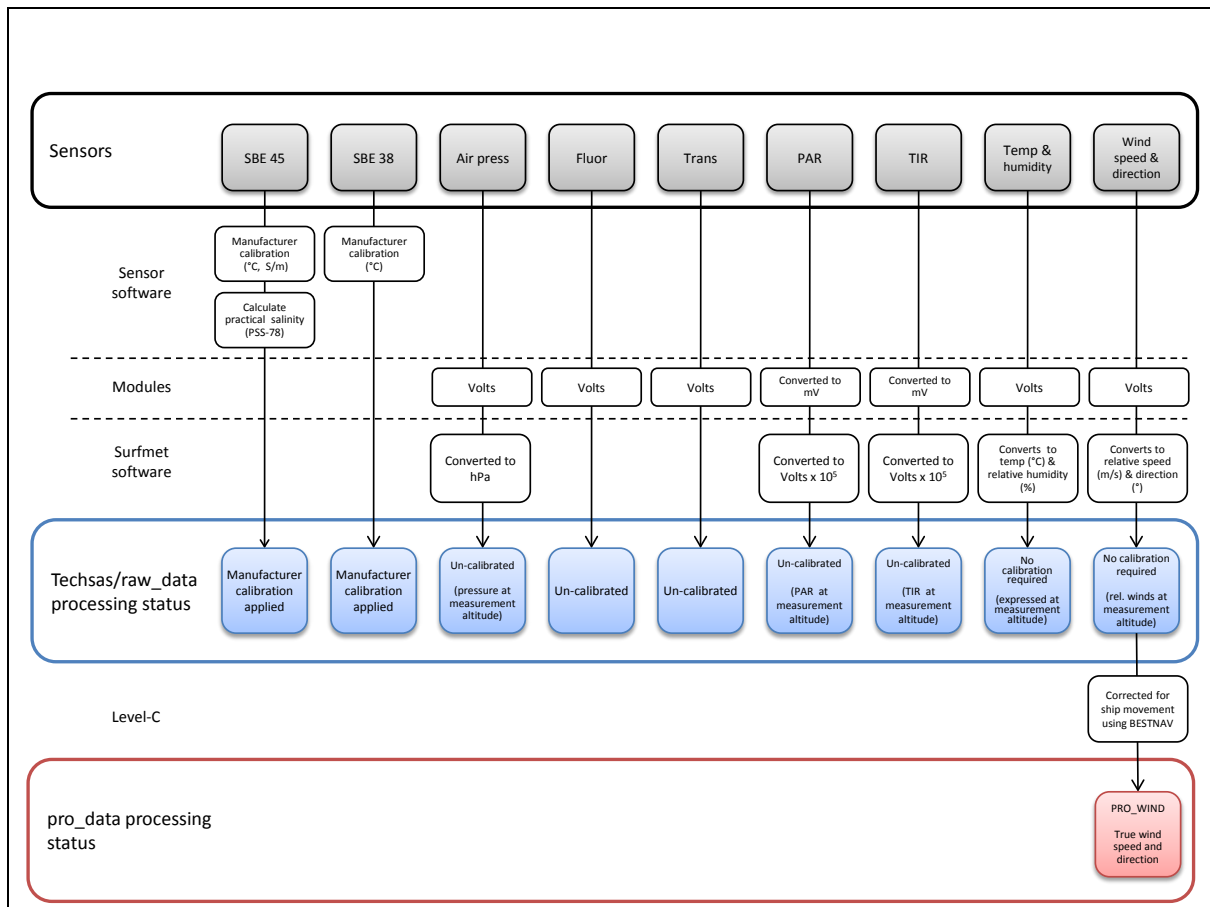 Sensors
SBE 45
SBE 38
Air press
Fluor
Trans
PAR
TIR
Temp &
humidity
Wind
speed &
direction
Sensor
software
Manufacturer
calibration
(°C, S/m)
Calculate
practical salinity
(PSS-78)
Manufacturer
calibration
(°C)
Modules
Volts
Volts
Volts
Converted to
mV
Converted to
mV
Volts
Volts
Surfmet
software
Converted to
hPa
Converted to
Volts x 10⁵
Converted to
Volts x 10⁵
Converts to
temp (°C) &
relative humidity
(%)
Converts to
relative speed
(m/s) & direction
(°)
Techsas/raw_data
processing status
Manufacturer
calibration
applied
Manufacturer
calibration
applied
Un-calibrated
(pressure at
measurement
altitude)
Un-calibrated
Un-calibrated
Un-calibrated
(PAR at
measurement
altitude)
Un-calibrated
(TIR at
measurement
altitude)
No
calibration
required
(expressed at
measurement
altitude)
No calibration
required
(rel. winds at
measurement
altitude)
Level-C
Corrected for
ship movement
using BESTNAV
pro_data processing
status
PRO_WIND
True wind
speed and
direction